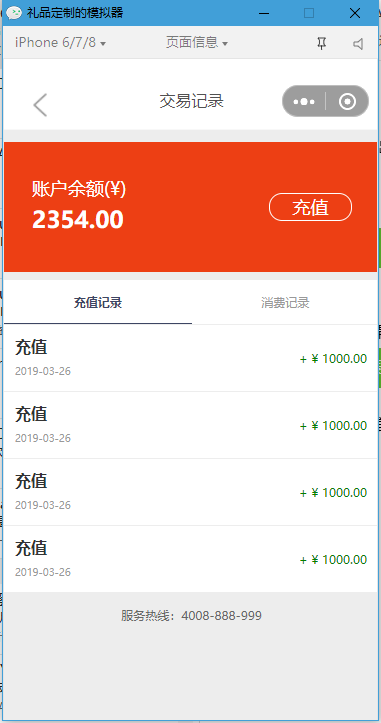 礼品定制的模拟器
iPhone 6/7/8
页面信息
交易记录
账户余额(¥)
2354.00
充值
充值记录
消费记录
充值
2019-03-26
+ ¥ 1000.00
充值
2019-03-26
+ ¥ 1000.00
充值
2019-03-26
+ ¥ 1000.00
充值
2019-03-26
+ ¥ 1000.00
服务热线：4008-888-999